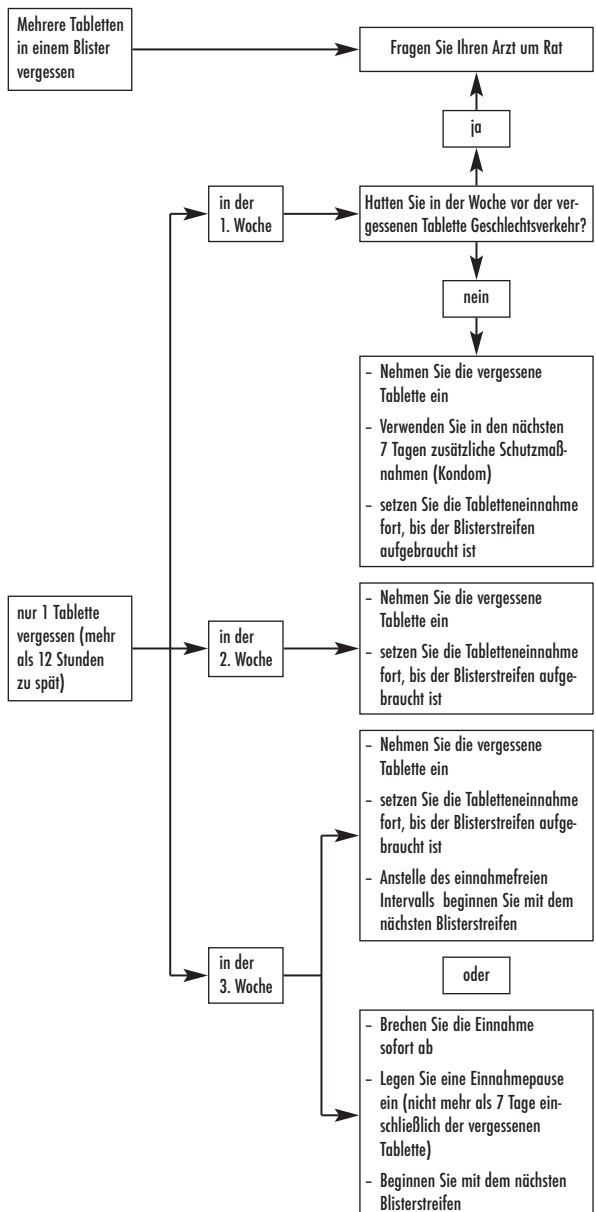 Mehrere Tabletten
in einem Blister
vergessen
Fragen Sie Ihren Arzt um Rat
ja
in der
1. Woche
Hatten Sie in der Woche vor der ver-
gessenen Tablette Geschlechtsverkehr?
nein
– Nehmen Sie die vergessene
Tablette ein
– Verwenden Sie in den nächsten
7 Tagen zusätzliche Schutzmaß-
nahmen (Kondom)
– setzen Sie die Tabletteneinnahme
fort, bis der Blisterstreifen
aufgebraucht ist
nur 1 Tablette
vergessen (mehr
als 12 Stunden
zu spät)
in der
2. Woche
– Nehmen Sie die vergessene
Tablette ein
– setzen Sie die Tabletteneinnahme
fort, bis der Blisterstreifen aufge-
braucht ist
in der
3. Woche
– Nehmen Sie die vergessene
Tablette ein
– setzen Sie die Tabletteneinnahme
fort, bis der Blisterstreifen aufge-
braucht ist
– Anstelle des einnahmefreien
Intervalls beginnen Sie mit dem
nächsten Blisterstreifen
oder
– Brechen Sie die Einnahme
sofort ab
– Legen Sie eine Einnahmepause
ein (nicht mehr als 7 Tage ein-
schließlich der vergessenen
Tablette)
– Beginnen Sie mit dem nächsten
Blisterstreifen